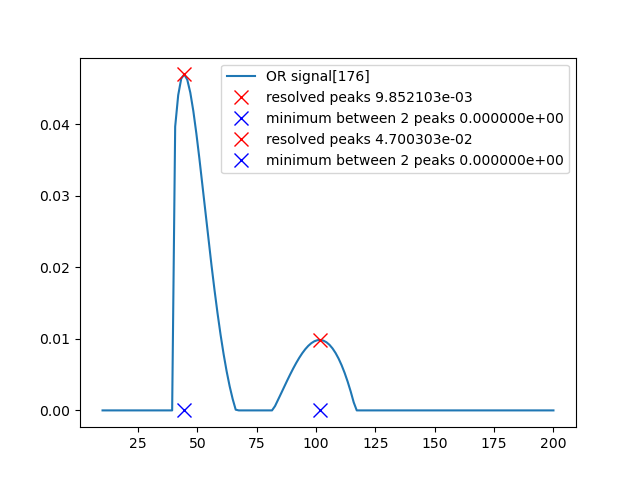 OR signal[176]
resolved peaks 9.852103e-03
minimum between 2 peaks 0.000000e+00
resolved peaks 4.700303e-02
minimum between 2 peaks 0.000000e+00
0.04
0.03
0.02
0.01
0.00
25 50 75 100 125 150 175 200